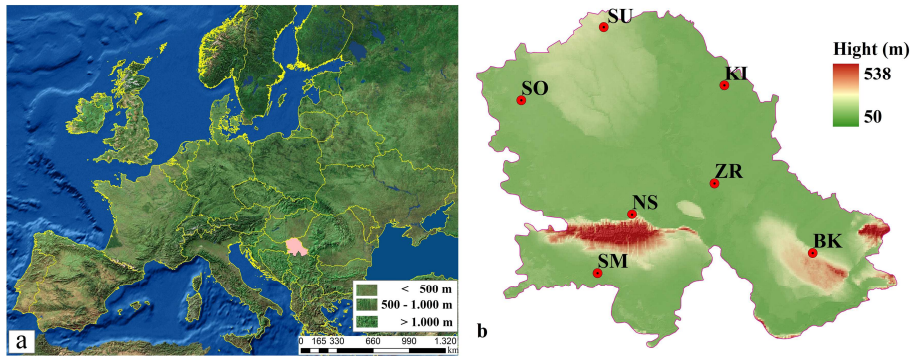 < 500 m
500 - 1.000 m
> 1.000 m
0 165 330 660 990 1.320
km
a
SU
Hight (m)
538
50
KI
SO
ZR
NS
BK
SM
b